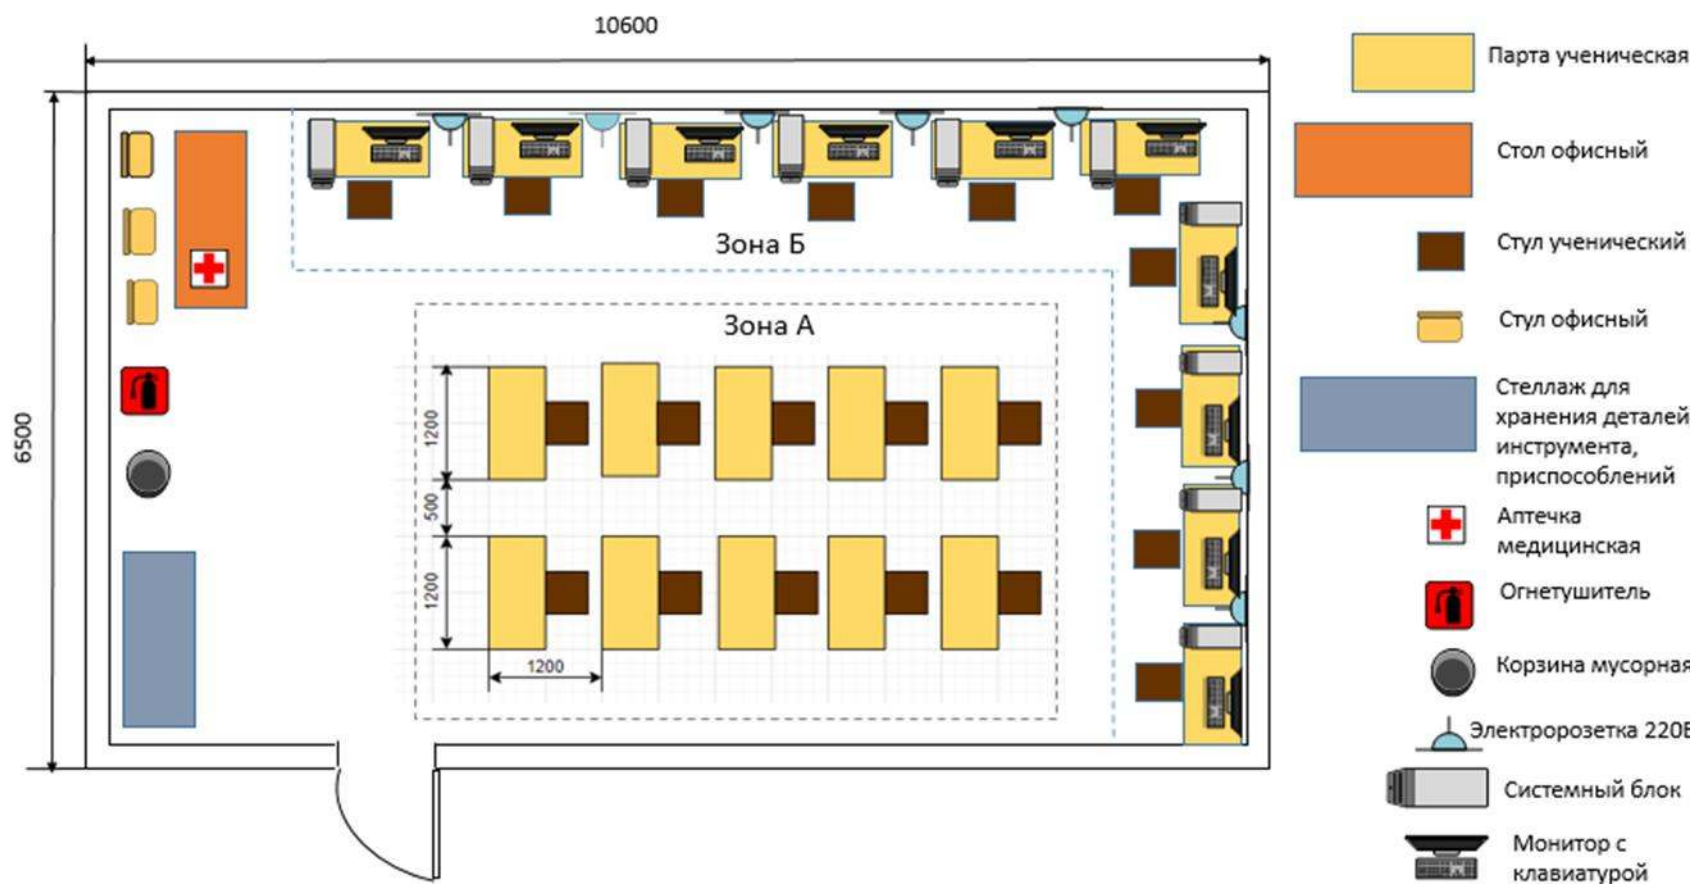 10600
6500
Зона Б
Зона А
1200
500
1200
1200
Парта ученическая
Стол офисный
Стул ученический
Стул офисный
Стеллаж для
хранения деталей
инструмента,
приспособлений
Аптечка
медицинская
Огнетушитель
Корзина мусорная
Электророзетка 220В
Системный блок
Монитор с
клавиатурой